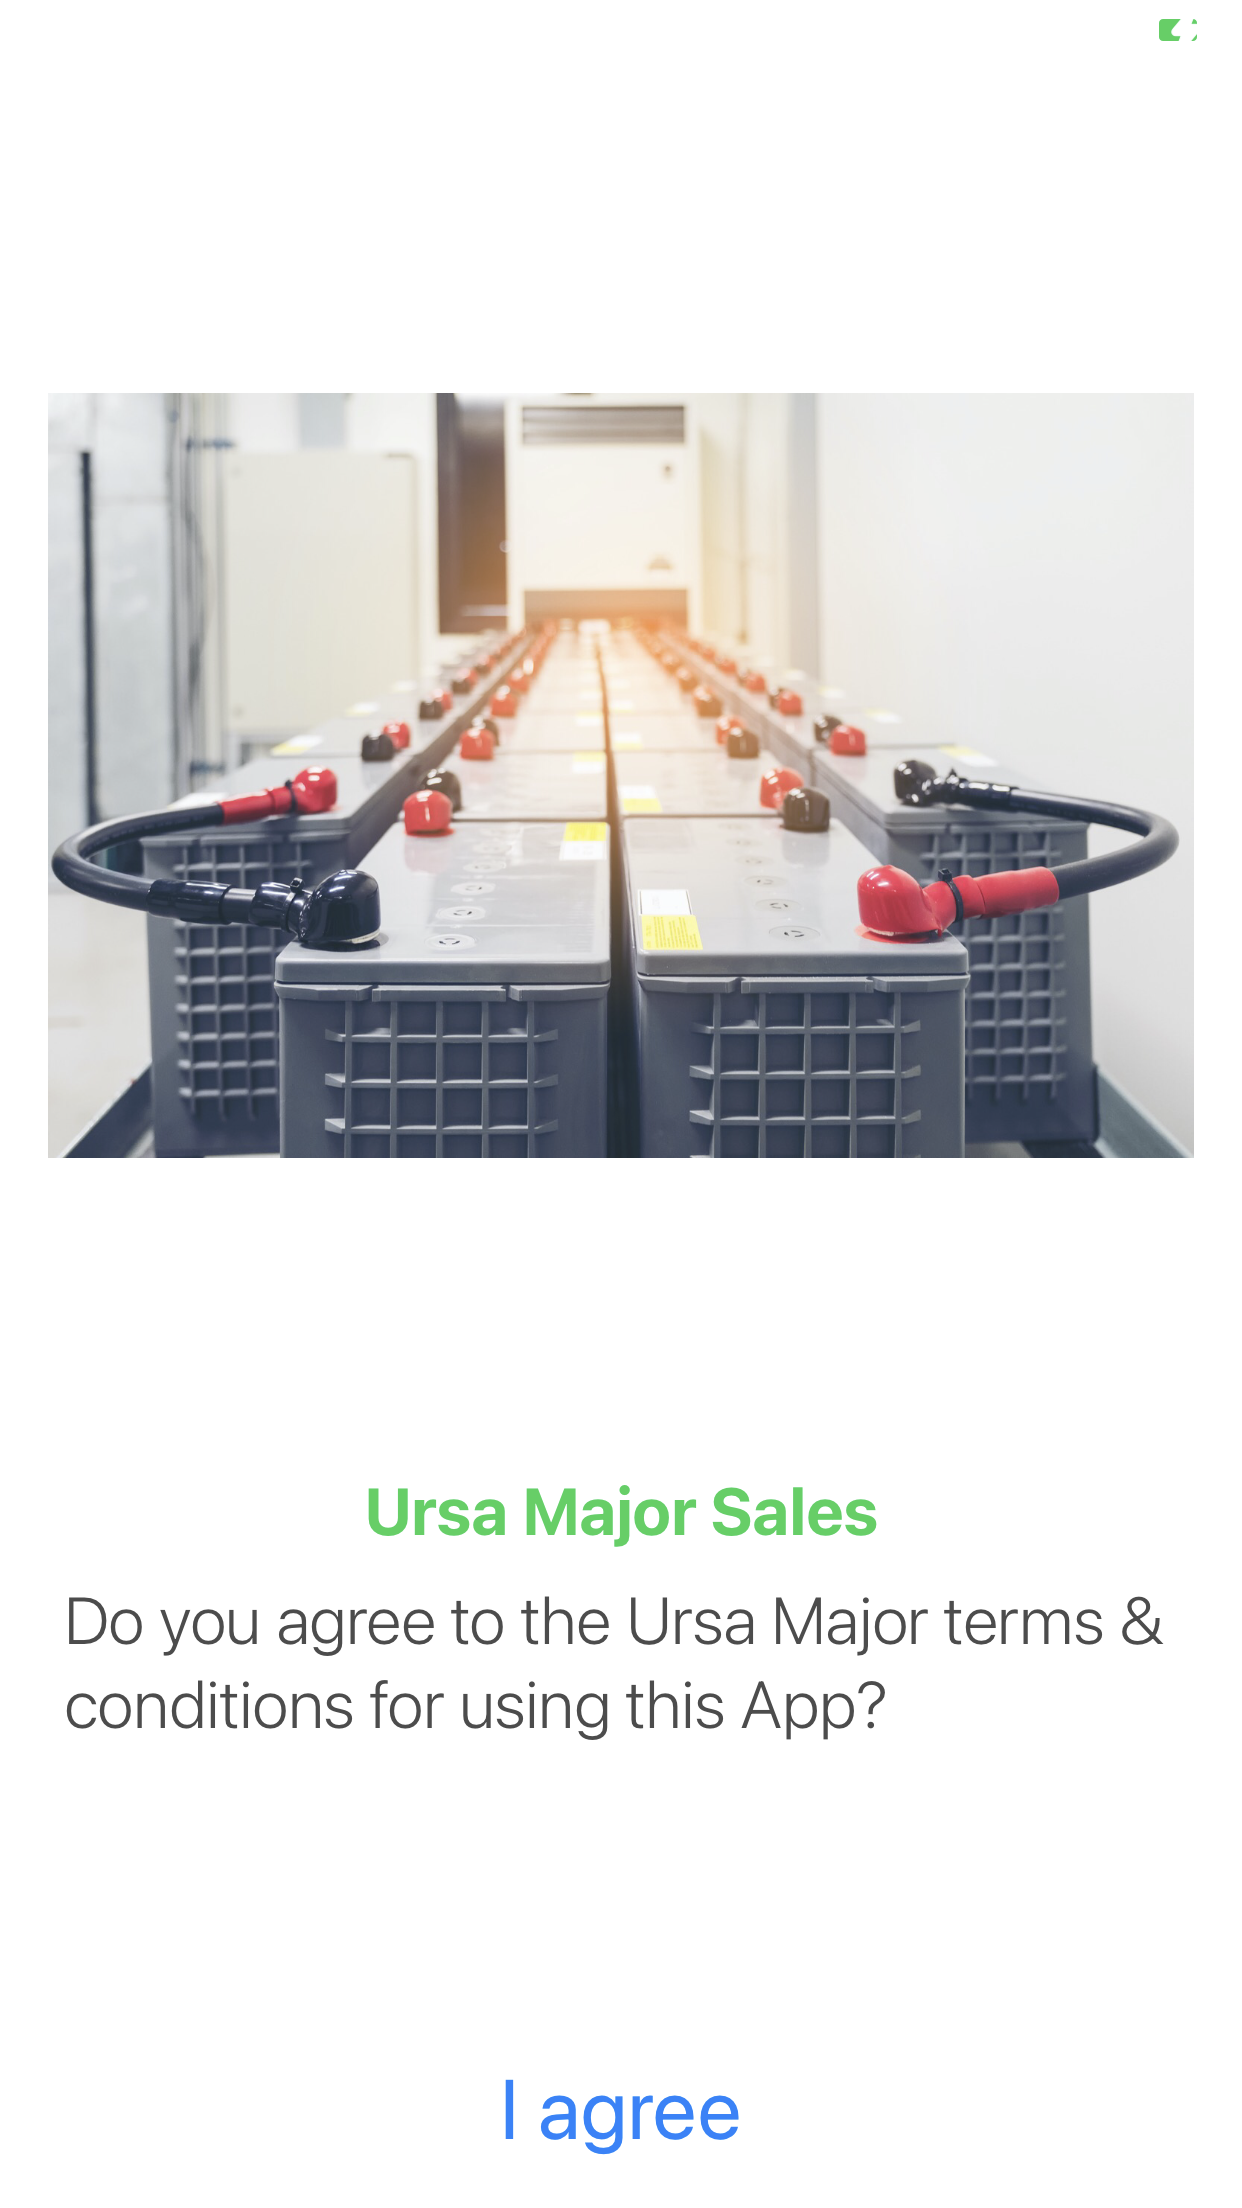 Ursa Major Sales
Do you agree to the Ursa Major terms &
conditions for using this App?
I agree